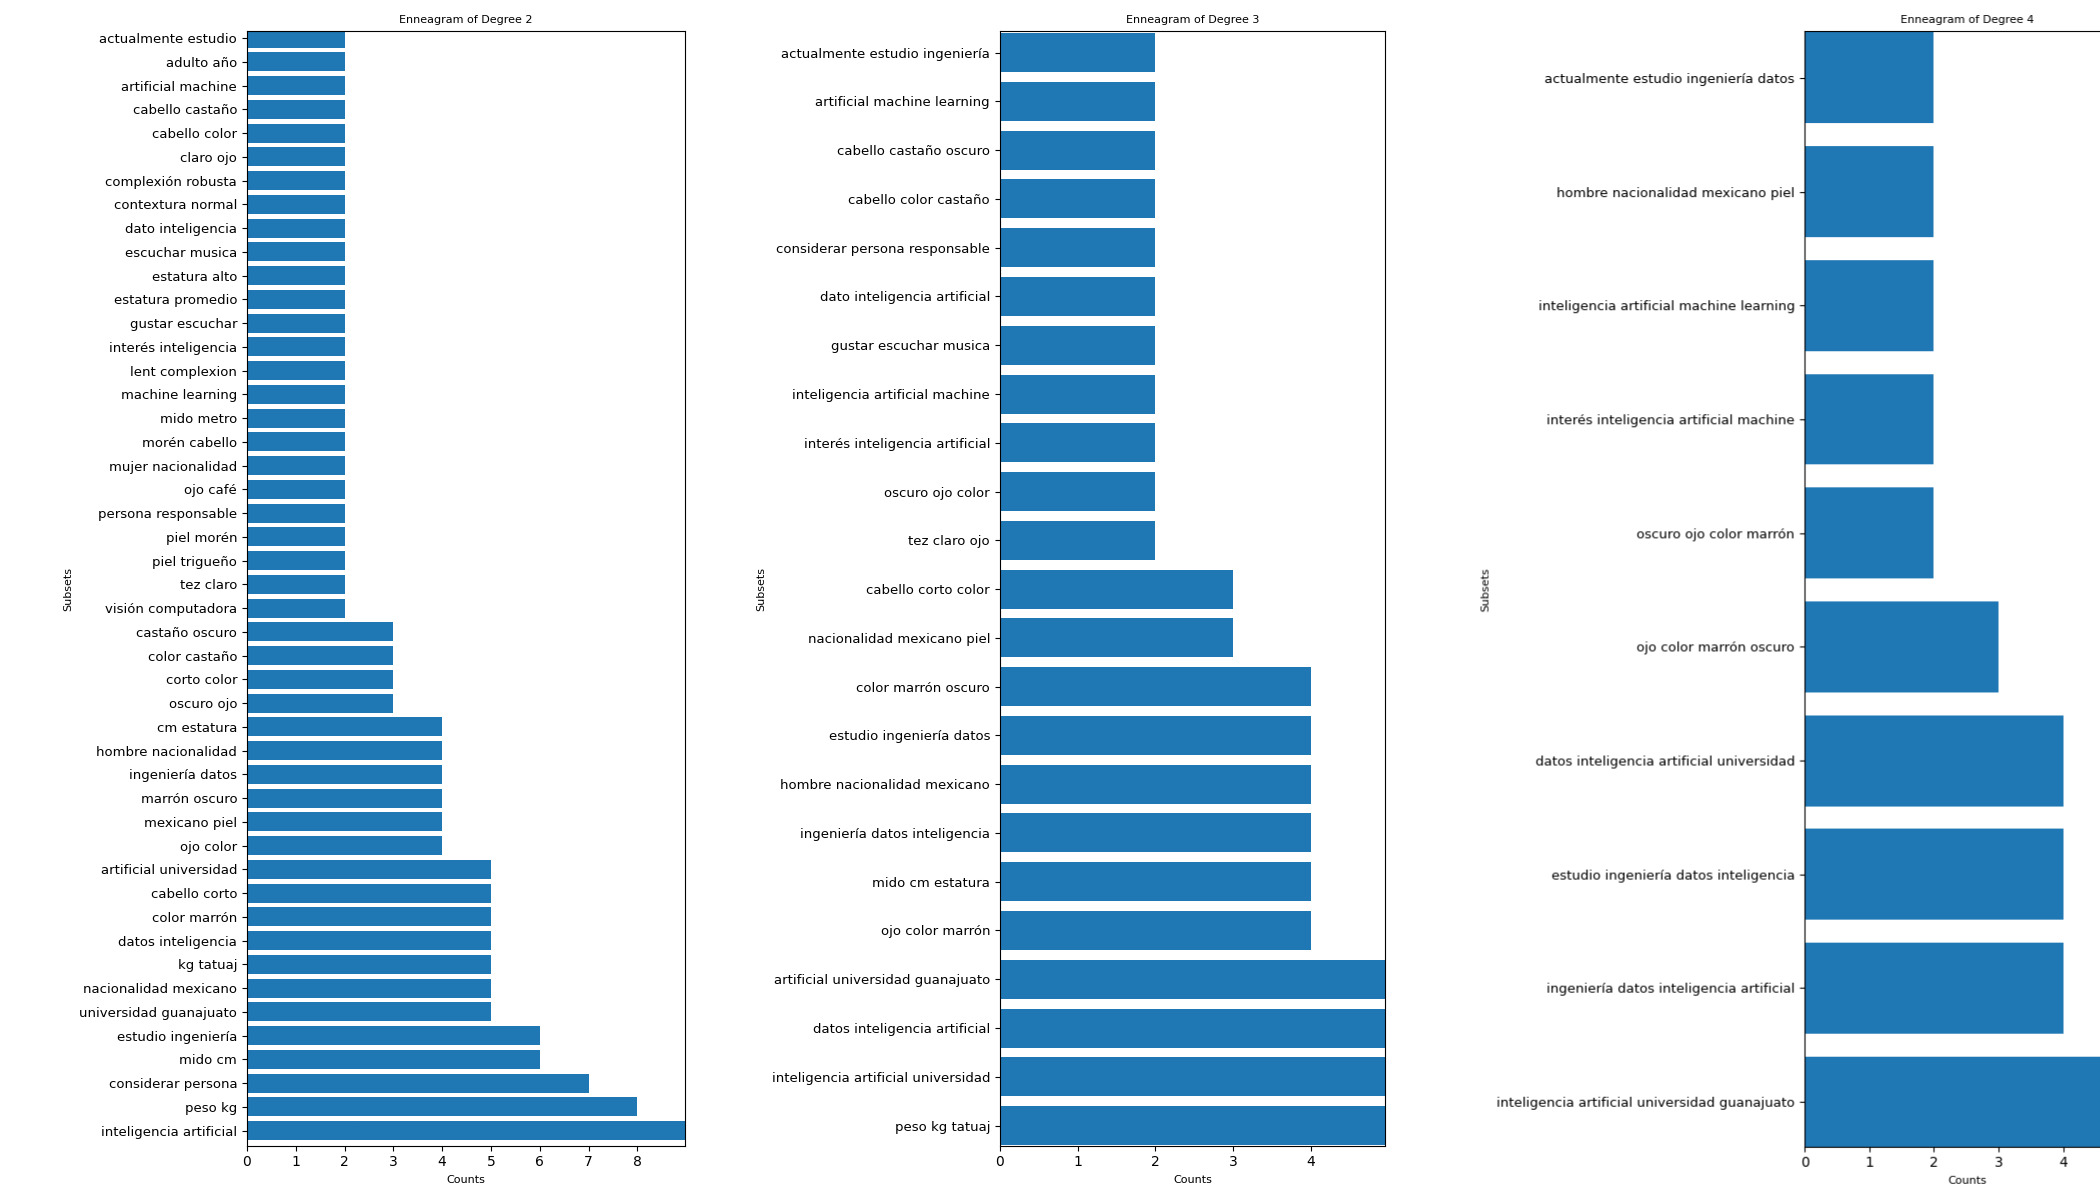 Enneagram of Degree 2
actualmente estudio
adulto año
artificial machine
cabello castaño
cabello color
claro ojo
complexión robusta
contextura normal
dato inteligencia
escuchar musica
estatura alto
estatura promedio
gustar escuchar
interés inteligencia
lent complexion
machine learning
mido metro
morén cabello
mujer nacionalidad
ojo café
persona responsable
piel morén
piel trigueño
tez claro
visión computadora
castaño oscuro
color castaño
corto color
oscuro ojo
cm estatura
hombre nacionalidad
ingeniería datos
marrón oscuro
mexicano piel
ojo color
artificial universidad
cabello corto
color marrón
datos inteligencia
kg tatuaj
nacionalidad mexicano
universidad guanajuato
estudio ingeniería
mido cm
considerar persona
peso kg
inteligencia artificial
Subsets
0 1 2 3 4 5 6 7 8
Counts
Enneagram of Degree 3
actualmente estudio ingeniería
artificial machine learning
cabello castaño oscuro
cabello color castaño
considerar persona responsable
dato inteligencia artificial
gustar escuchar musica
inteligencia artificial machine
interés inteligencia artificial
oscuro ojo color
tez claro ojo
cabello corto color
nacionalidad mexicano piel
color marrón oscuro
estudio ingeniería datos
hombre nacionalidad mexicano
ingeniería datos inteligencia
mido cm estatura
ojo color marrón
artificial universidad guanajuato
datos inteligencia artificial
inteligencia artificial universidad
peso kg tatuaj
Subsets
0 1 2 3 4
Counts
Enneagram of Degree 4
actualmente estudio ingeniería datos
hombre nacionalidad mexicano piel
inteligencia artificial machine learning
interés inteligencia artificial machine
oscuro ojo color marrón
ojo color marrón oscuro
datos inteligencia artificial universidad
estudio ingeniería datos inteligencia
ingeniería datos inteligencia artificial
inteligencia artificial universidad guanajuato
Subsets
0 1 2 3 4
Counts